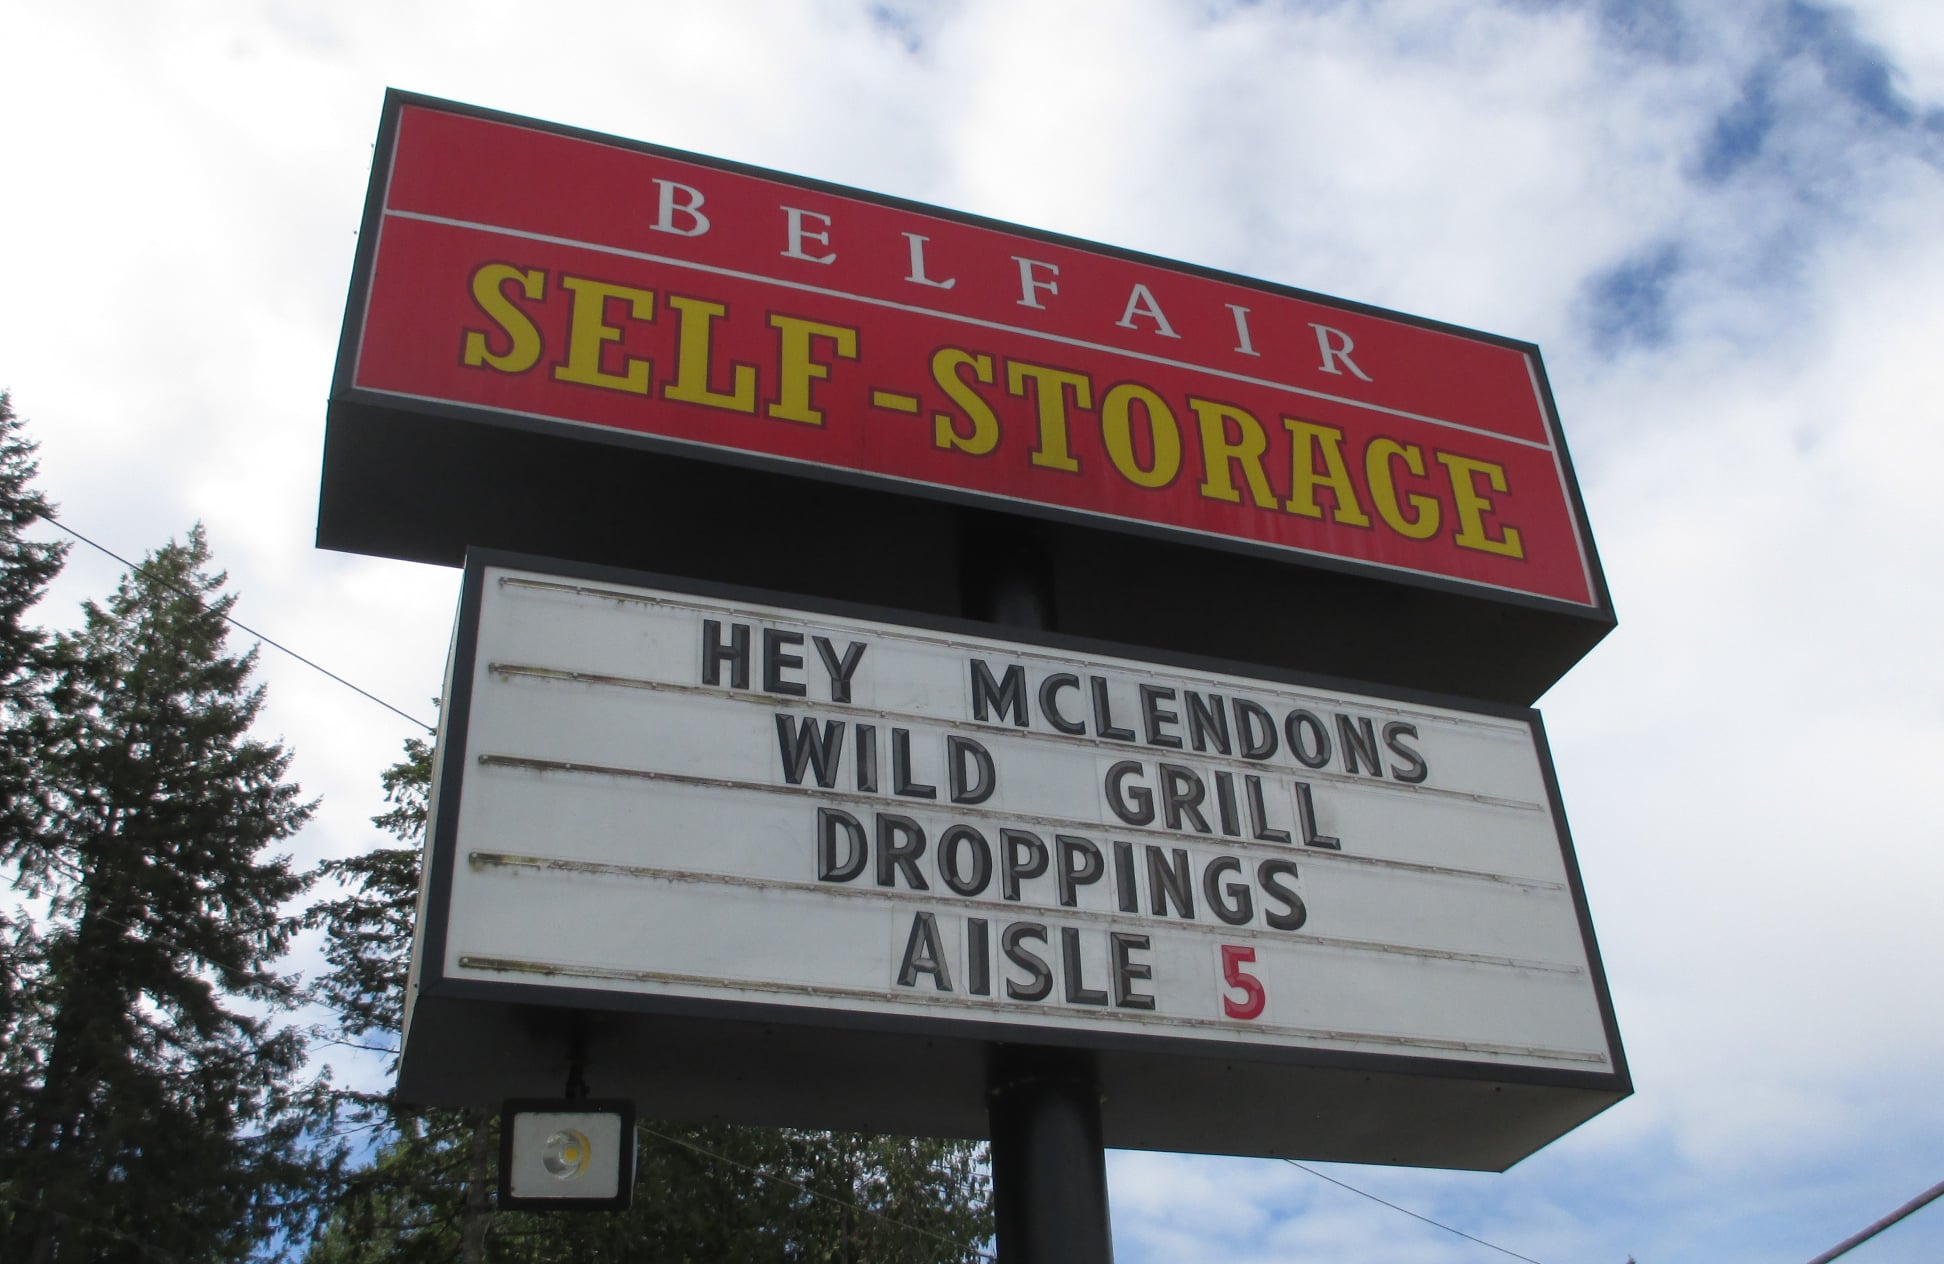 BELFAIR
SELF-STORAGE
HEY MCLENDONS
WILD GRILL
DROPPINGS
AISLE 5